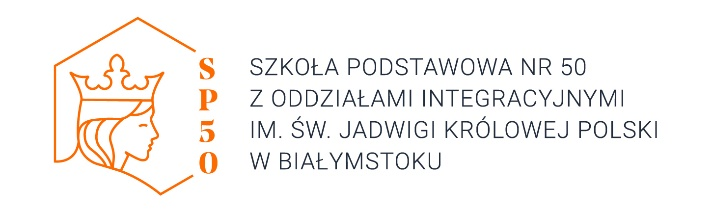 SP50
SZKOŁA PODSTAWOWA NR 50
Z ODDZIAŁAMI INTEGRACYJNYMI
IM. ŚW. JADWIGI KRÓLOWEJ POLSKI
W BIAŁYMSTOKU